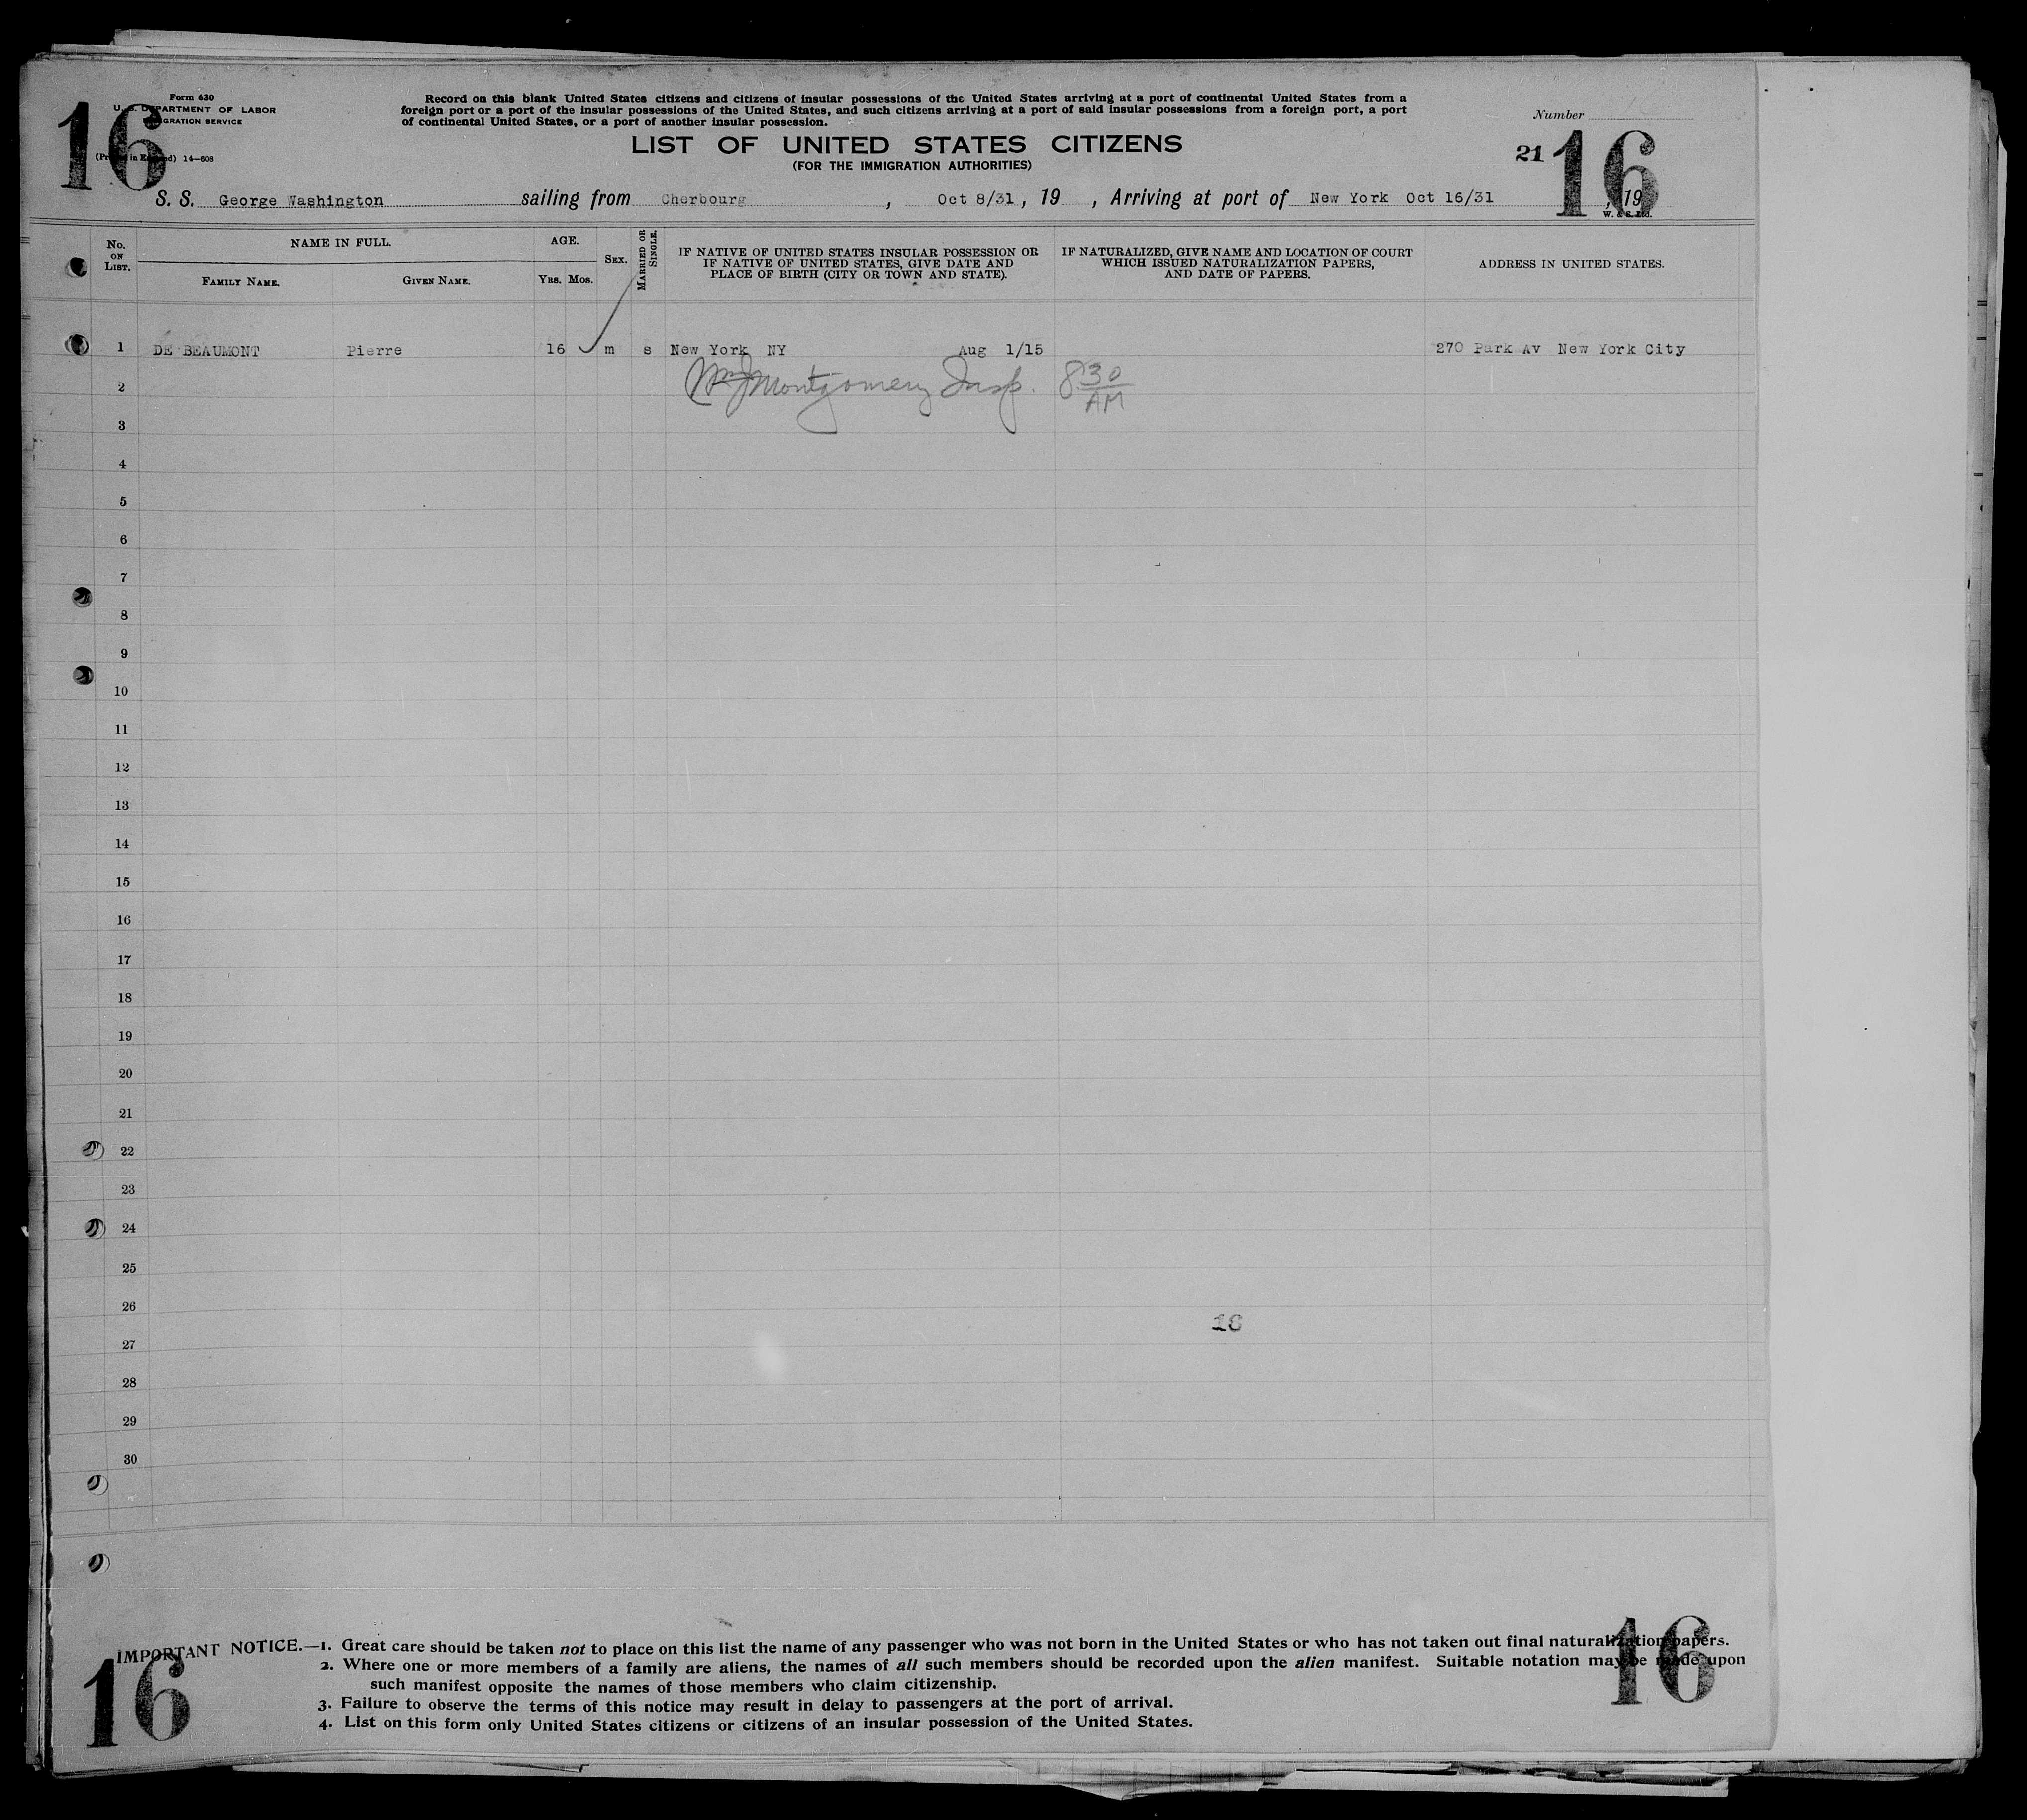 Form 630
U. S. DEPARTMENT OF LABOR
IMMIGRATION SERVICE
(Printed in England) 14—608
16
Record on this blank United States citizens and citizens of insular possessions of the United States arriving at a port of continental United States from a
foreign port or a port of the insular possessions of the United States, and such citizens arriving at a port of said insular possessions from a foreign port, a port
of continental United States, or a port of another insular possession.
LIST OF UNITED STATES CITIZENS
(FOR THE IMMIGRATION AUTHORITIES)
Number
21 16
S. S. George Washington sailing from Cherbourg, Oct 8/31, 19 , Arriving at port of New York Oct 16/31, 19
W. & S. Ltd.
No. ON LIST. NAME IN FULL. FAMILY NAME. GIVEN NAME. AGE. YRS. MOS. SEX. MARRIED OR SINGLE. IF NATIVE OF UNITED STATES INSULAR POSSESSION OR IF NATIVE OF UNITED STATES, GIVE DATE AND PLACE OF BIRTH (CITY OR TOWN AND STATE). IF NATURALIZED, GIVE NAME AND LOCATION OF COURT WHICH ISSUED NATURALIZATION PAPERS, AND DATE OF PAPERS. ADDRESS IN UNITED STATES.
1 DE BEAUMONT Pierre 16 m s New York NY Aug 1/15 270 Park Av New York City
2 Wm J Montgomery Insp. 8 30 AM
3
4
5
6
7
8
9
10
11
12
13
14
15
16
17
18
19
20
21
22
23
24
25
26
27
28
29
30
IMPORTANT NOTICE.—1. Great care should be taken not to place on this list the name of any passenger who was not born in the United States or who has not taken out final naturalization papers.
2. Where one or more members of a family are aliens, the names of all such members should be recorded upon the alien manifest. Suitable notation may be made upon
such manifest opposite the names of those members who claim citizenship.
3. Failure to observe the terms of this notice may result in delay to passengers at the port of arrival.
4. List on this form only United States citizens or citizens of an insular possession of the United States.
16
16